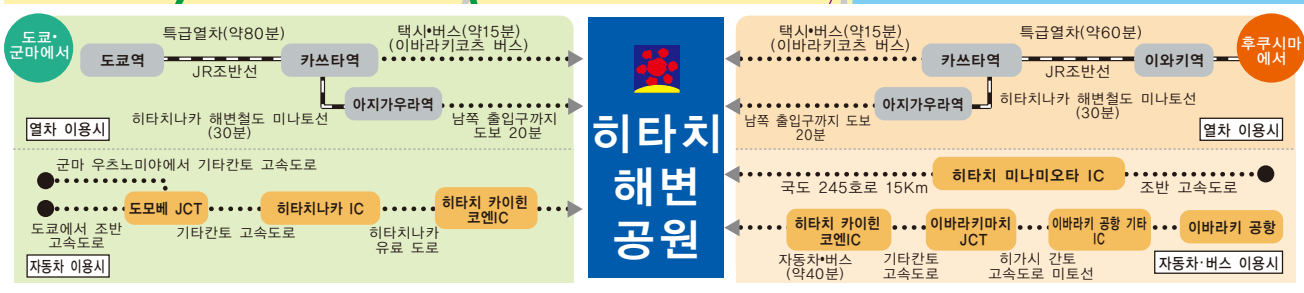 도쿄•
군마에서
특급열차(약80분)
택시•버스(약15분)
(이바라키코츠 버스)
도쿄역
카쓰타역
JR조반선
아지가우라역
히타치나카 해변철도 미나토선
(30분)
남쪽 출입구까지
도보 20분
열차 이용시
군마 우츠노미야에서 기타칸토 고속도로
도모베 JCT
히타치나카 IC
히타치 카이힌
코엔IC
도쿄에서 조반
고속도로
기타칸토 고속도로
히타치나카
유료 도로
자동차 이용시
히타치
해변
공원
택시•버스(약15분)
(이바라키코츠 버스)
특급열차(약60분)
후쿠시마
에서
카쓰타역
이와키역
JR조반선
아지가우라역
히타치나카 해변철도 미나토선
(30분)
남쪽 출입구까지 도보
20분
열차 이용시
히타치 미나미오타 IC
국도 245호로 15Km
조반 고속도로
히타치 카이힌
코엔IC
이바라키마치
JCT
이바라키 공항 기타
IC
이바라키 공항
자동차•버스
(약40분)
기타칸토
고속도로
히가시 간토
고속도로 미토선
자동차·버스 이용시